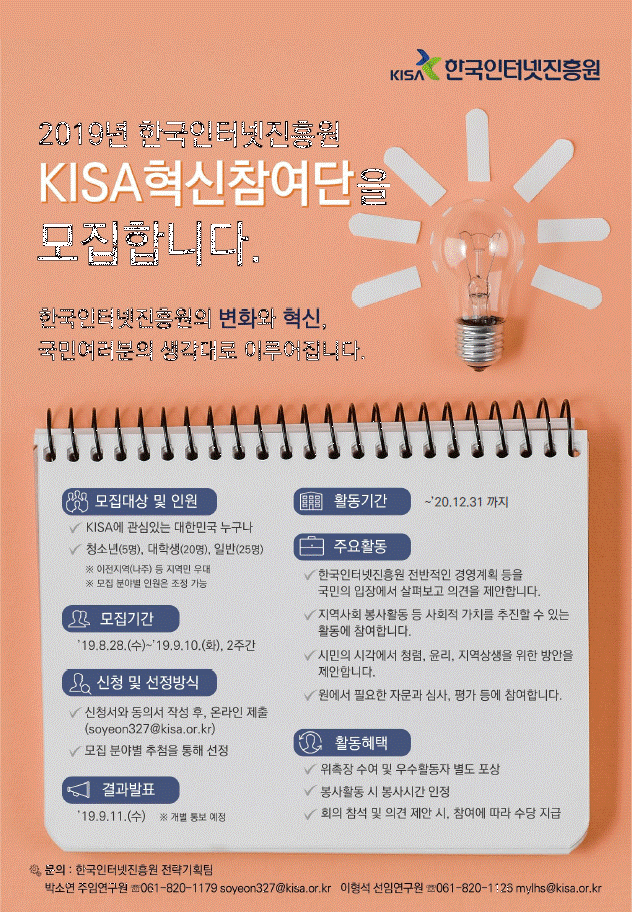 KISA 한국인터넷진흥원
2019년 한국인터넷진흥원
KISA혁신참여단을
모집합니다.
한국인터넷진흥원의 변화와 혁신,
국민여러분의 생각대로 이루어집니다.
모집대상 및 인원
KISA에 관심있는 대한민국 누구나
청소년(5명), 대학생(20명), 일반(25명)
※ 이전지역(나주) 등 지역민 우대
※ 모집 분야별 인원은 조정 가능
모집기간
'19.8.28.(수)~'19.9.10.(화), 2주간
신청 및 선정방식
신청서와 동의서 작성 후, 온라인 제출
(soyeon327@kisa.or.kr)
모집 분야별 추첨을 통해 선정
결과발표
'19.9.11.(수) ※ 개별 통보 예정
활동기간 ~'20.12.31 까지
주요활동
한국인터넷진흥원 전반적인 경영계획 등을
국민의 입장에서 살펴보고 의견을 제안합니다.
지역사회 봉사활동 등 사회적 가치를 추진할 수 있는
활동에 참여합니다.
시민의 시각에서 청렴, 윤리, 지역상생을 위한 방안을
제안합니다.
원에서 필요한 자문과 심사, 평가 등에 참여합니다.
활동혜택
위촉장 수여 및 우수활동자 별도 포상
봉사활동 시 봉사시간 인정
회의 참석 및 의견 제안 시, 참여에 따라 수당 지급
문의 : 한국인터넷진흥원 전략기획팀
박소연 주임연구원 ☏061-820-1179 soyeon327@kisa.or.kr 이형석 선임연구원 mylhs@kisa.or.kr